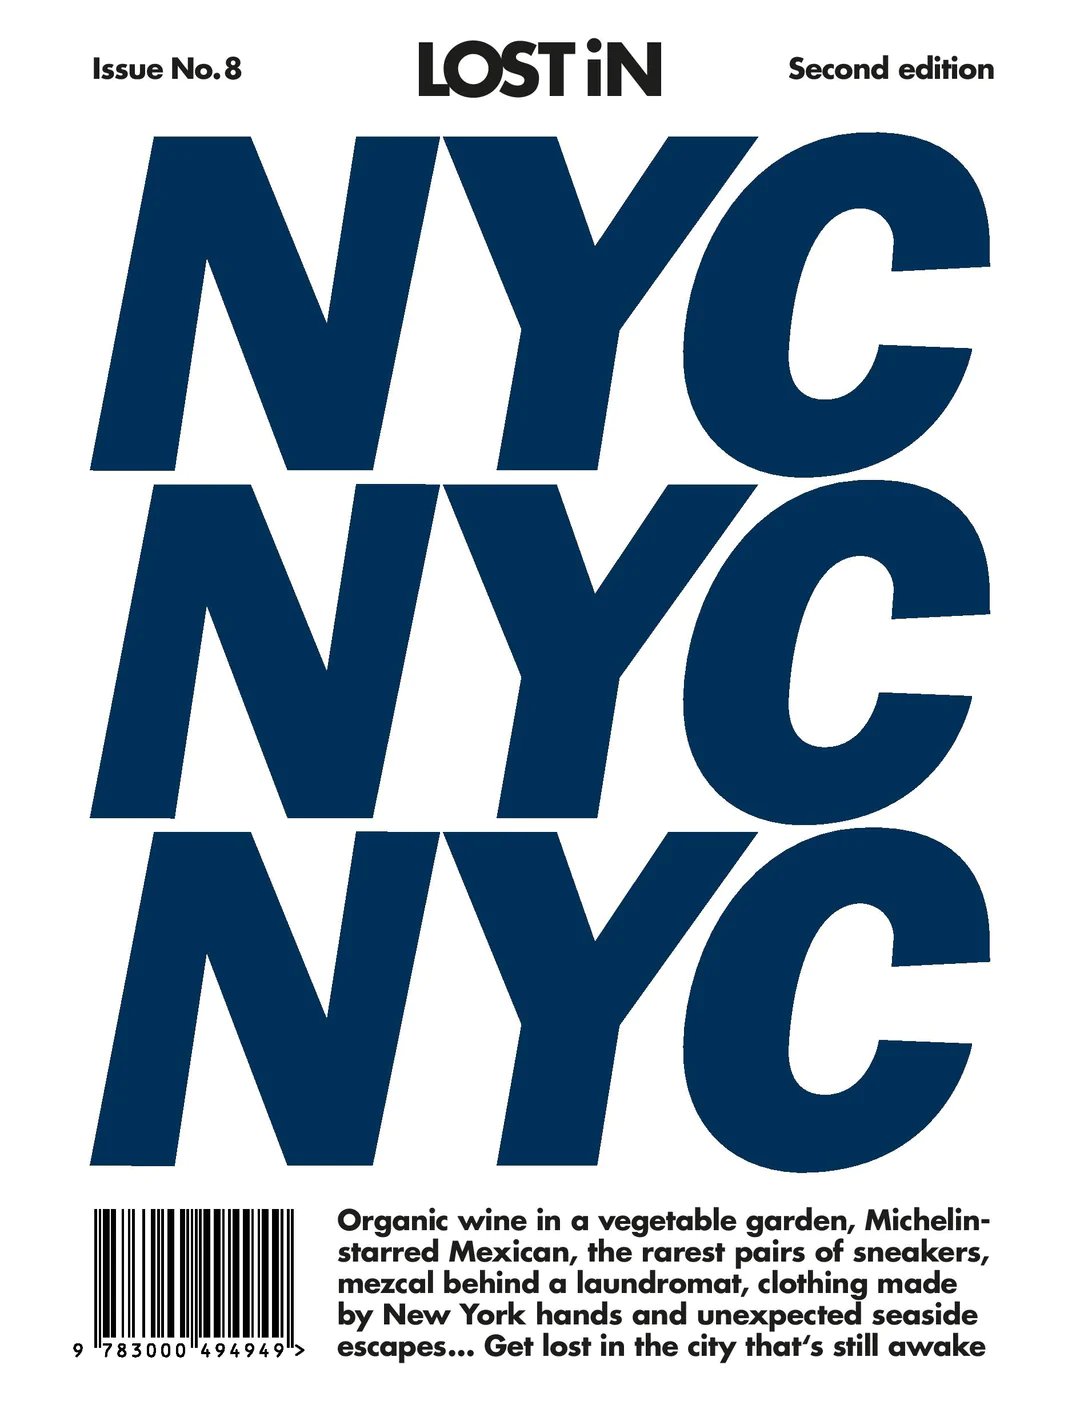 Issue No. 8
LOST iN
Second edition
NYC
NYC
NYC
Organic wine in a vegetable garden, Michelin-
starred Mexican, the rarest pairs of sneakers,
mezcal behind a laundromat, clothing made
by New York hands and unexpected seaside
escapes... Get lost in the city that‘s still awake
9 783000 494949 >